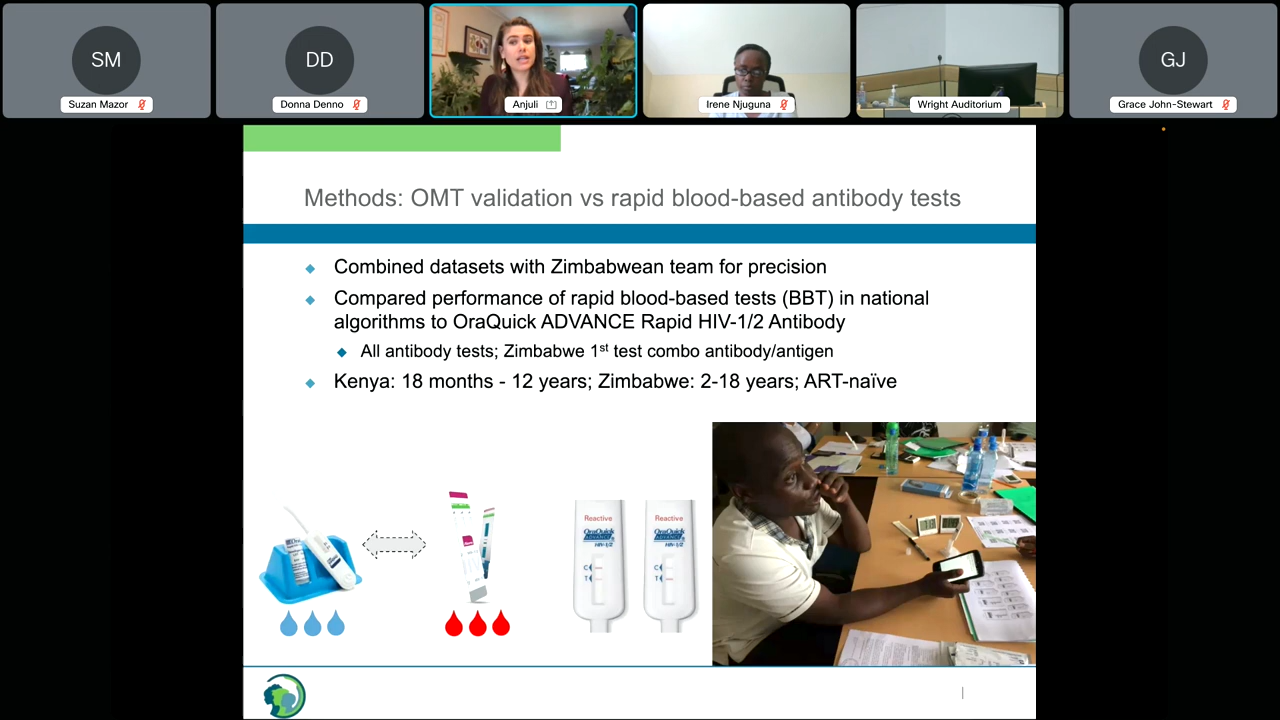 SM
DD
GJ
Suzan Mazor
Donna Denno
Anjuli
Irene Njuguna
Wright Auditorium
Grace John-Stewart
Methods: OMT validation vs rapid blood-based antibody tests
Combined datasets with Zimbabwean team for precision
Compared performance of rapid blood-based tests (BBT) in national
algorithms to OraQuick ADVANCE Rapid HIV-1/2 Antibody
All antibody tests; Zimbabwe 1st test combo antibody/antigen
Kenya: 18 months - 12 years; Zimbabwe: 2-18 years; ART-naïve
Reactive
OraQuick
ADVANCE
HIV-1/2
C
T
Reactive
OraQuick
ADVANCE
HIV-1/2
C
T